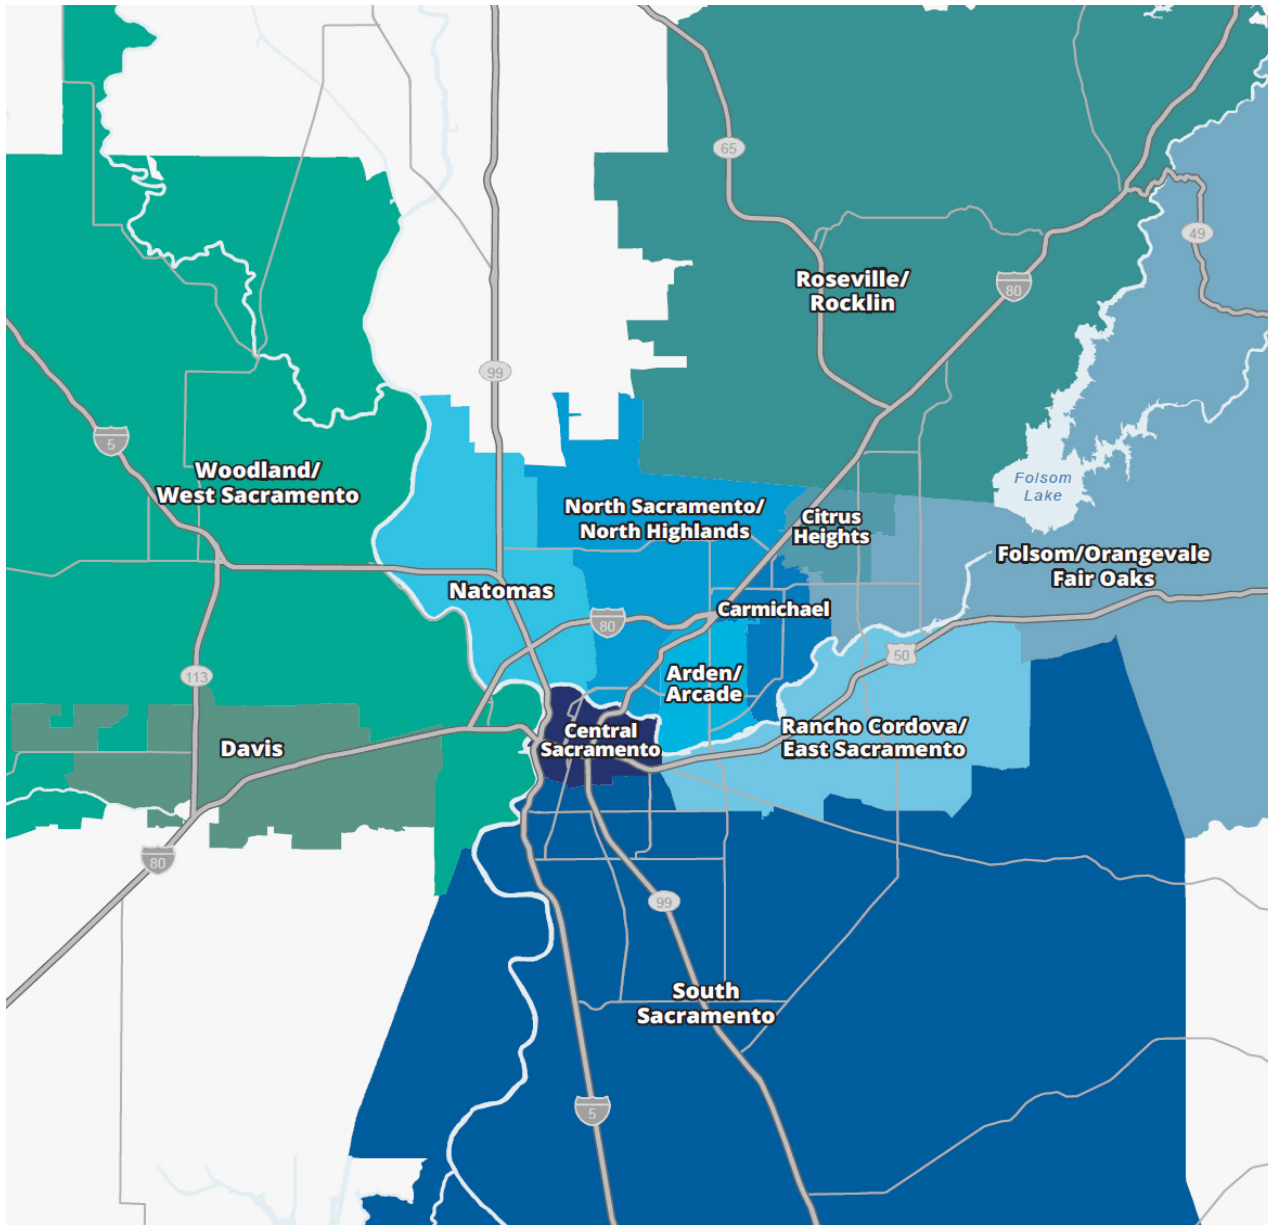 65
49
Roseville/
Rocklin
80
99
5
Folsom
Lake
Woodland/
West Sacramento
North Sacramento/
North Highlands
Citrus
Heights
Folsom/Orangevale
Fair Oaks
Natomas
Carmichael
80
50
113
Arden/
Arcade
Davis
Central
Sacramento
Rancho Cordova/
East Sacramento
80
99
South
Sacramento
5